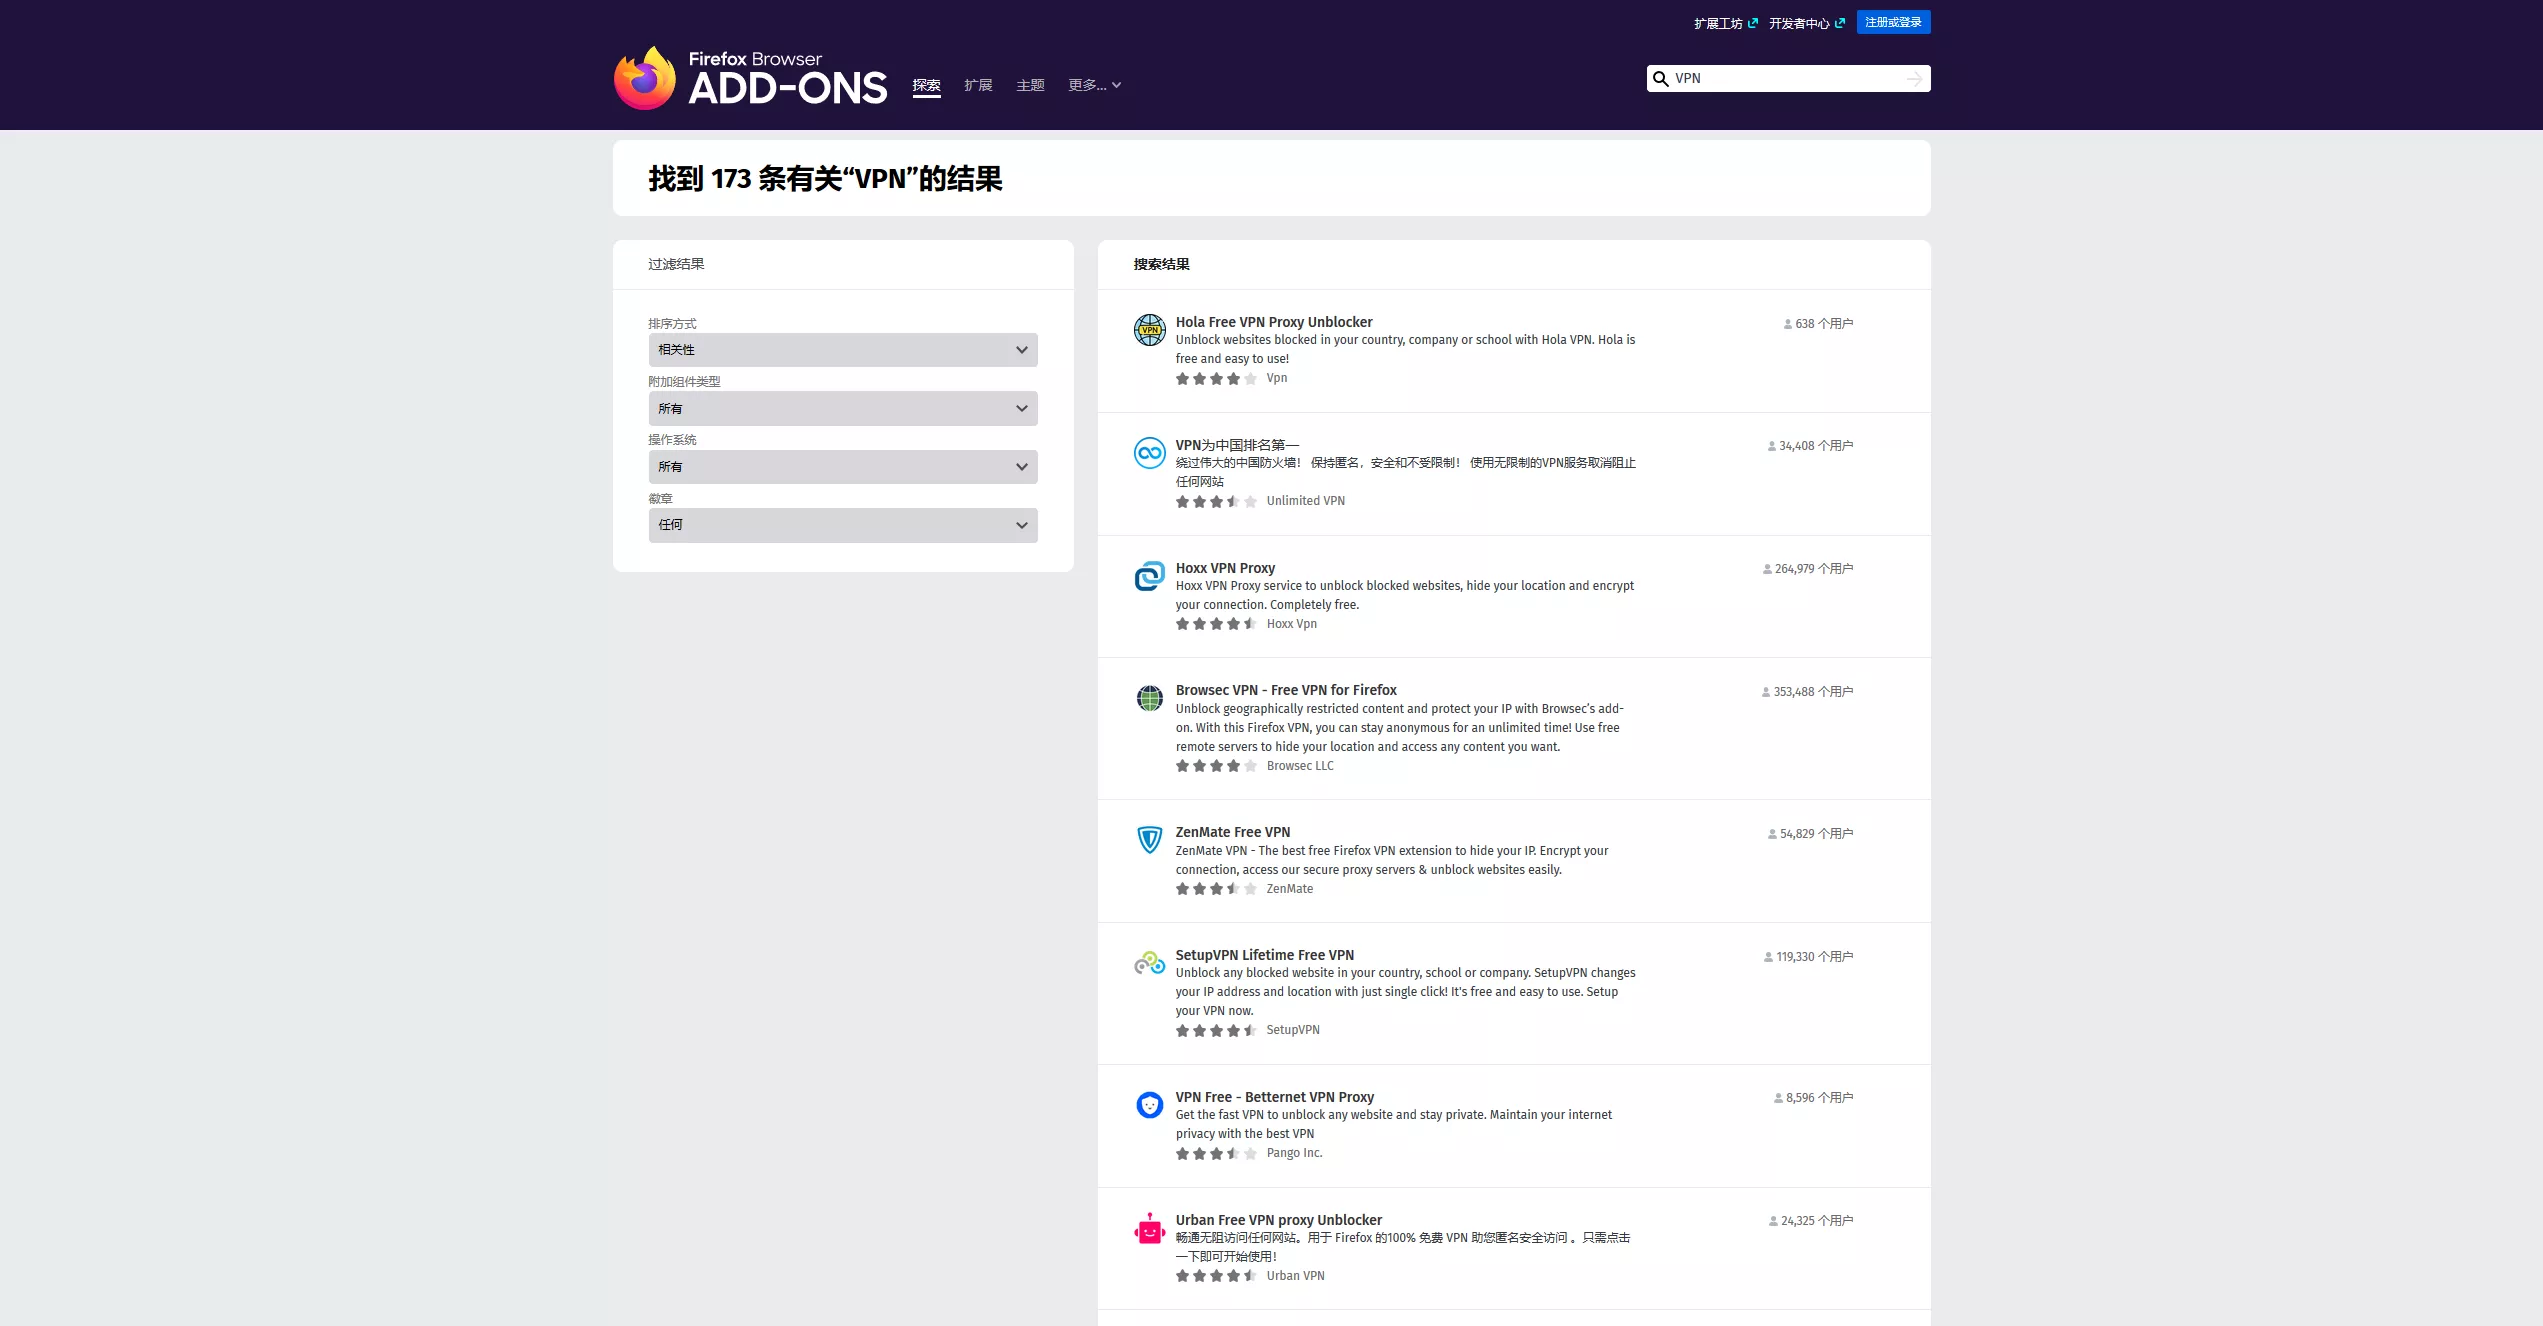 扩展工坊 开发者中心 注册或登录
Firefox Browser
ADD-ONS
探索 扩展 主题 更多...
VPN
找到 173 条有关“VPN”的结果
过滤结果
排序方式
相关性
附加组件类型
所有
操作系统
所有
徽章
任何
搜索结果
VPN
Hola Free VPN Proxy Unblocker
638 个用户
Unblock websites blocked in your country, company or school with Hola VPN. Hola is
free and easy to use!
Vpn
VPN为中国排名第一
34,408 个用户
绕过伟大的中国防火墙！ 保持匿名，安全和不受限制！ 使用无限制的VPN服务取消阻止
任何网站
Unlimited VPN
Hoxx VPN Proxy
264,979 个用户
Hoxx VPN Proxy service to unblock blocked websites, hide your location and encrypt
your connection. Completely free.
Hoxx Vpn
Browsec VPN - Free VPN for Firefox
353,488 个用户
Unblock geographically restricted content and protect your IP with Browsec’s add-
on. With this Firefox VPN, you can stay anonymous for an unlimited time! Use free
remote servers to hide your location and access any content you want.
Browsec LLC
ZenMate Free VPN
54,829 个用户
ZenMate VPN - The best free Firefox VPN extension to hide your IP. Encrypt your
connection, access our secure proxy servers & unblock websites easily.
ZenMate
SetupVPN Lifetime Free VPN
119,330 个用户
Unblock any blocked website in your country, school or company. SetupVPN changes
your IP address and location with just single click! It's free and easy to use. Setup
your VPN now.
SetupVPN
VPN Free - Betternet VPN Proxy
8,596 个用户
Get the fast VPN to unblock any website and stay private. Maintain your internet
privacy with the best VPN
Pango Inc.
Urban Free VPN proxy Unblocker
24,325 个用户
畅通无阻访问任何网站。用于 Firefox 的100% 免费 VPN 助您匿名安全访问 。只需点击
一下即可开始使用！
Urban VPN